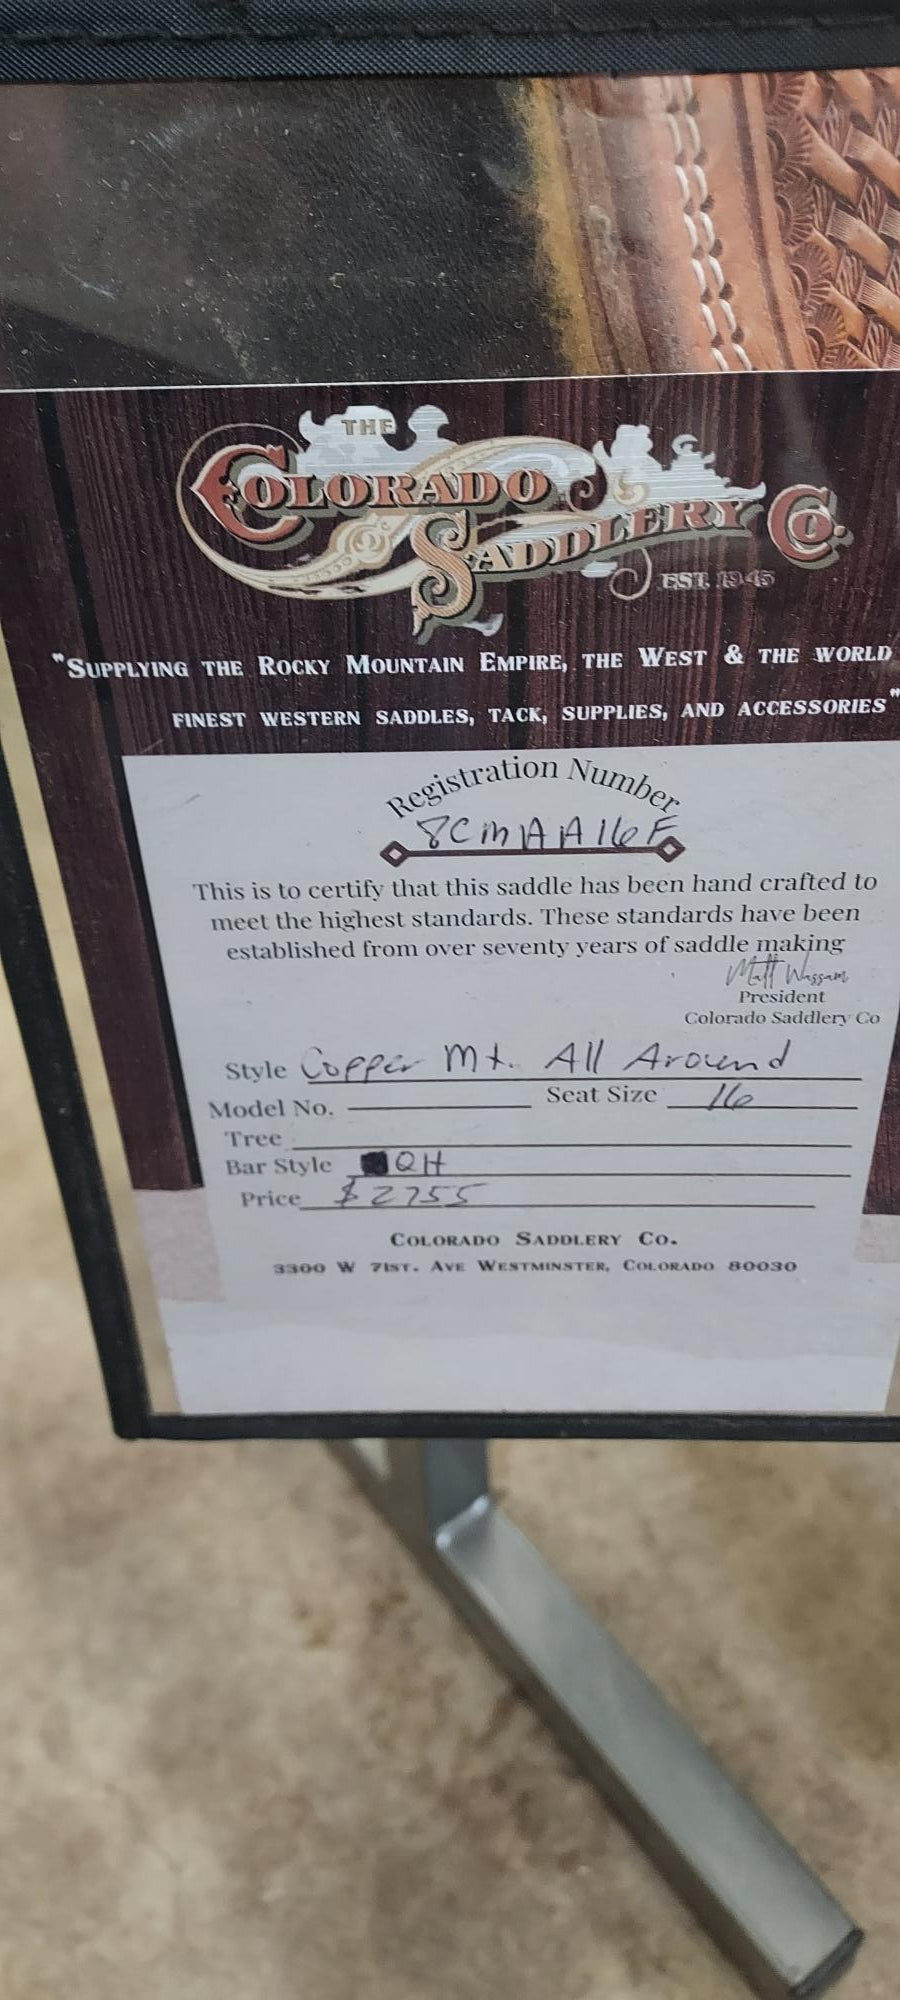 THE
COLORADO
SADDLERY CO.
EST. 1945
"SUPPLYING THE ROCKY MOUNTAIN EMPIRE, THE WEST & THE WORLD
FINEST WESTERN SADDLES, TACK, SUPPLIES, AND ACCESSORIES"
Registration Number
8CMAA16F
This is to certify that this saddle has been hand crafted to
meet the highest standards. These standards have been
established from over seventy years of saddle making
Matt Wassam
President
Colorado Saddlery Co
Style Copper Mt. All Around
Model No. Seat Size 16
Tree
Bar Style QH
Price $2755
COLORADO SADDLERY CO.
3300 W 71ST. AVE WESTMINSTER, COLORADO 80030